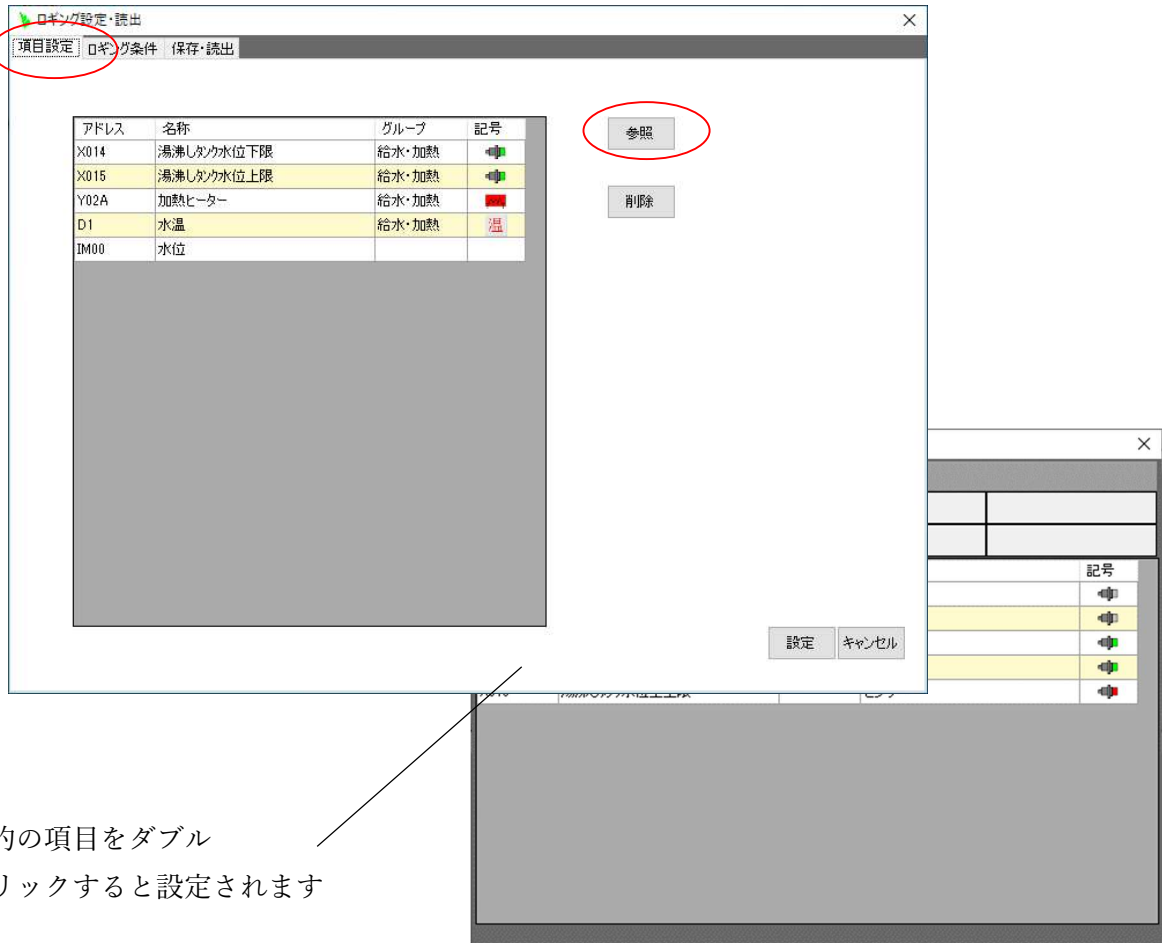 ロギング設定・読出
項目設定 ロギング条件 保存・読出
アドレス 名称 グループ 記号
X014 湯沸しタンク水位下限 給水・加熱
X015 湯沸しタンク水位上限 給水・加熱
Y02A 加熱ヒーター 給水・加熱
D1 水温 給水・加熱 温
IM00 水位
参照
削除
設定 キャンセル
記号
的の項目をダブル
リックすると設定されます